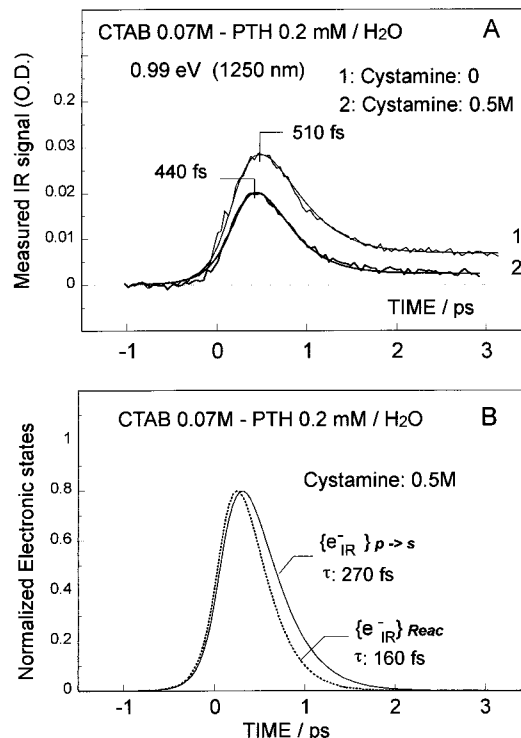 CTAB 0.07M - PTH 0.2 mM / H2O
A
0.99 eV (1250 nm)
1: Cystamine: 0
2: Cystamine: 0.5M
510 fs
440 fs
Measured IR signal (O.D.)
0.2
0.03
0.02
0.01
0
1
2
TIME / ps
-1
0
1
2
3
CTAB 0.07M - PTH 0.2 mM / H2O
B
Cystamine: 0.5M
{e-IR} p -> s
τ: 270 fs
{e-IR} Reac
τ: 160 fs
Normalized Electronic states
1
0.8
0.6
0.4
0.2
0
-1
0
1
2
3
TIME / ps